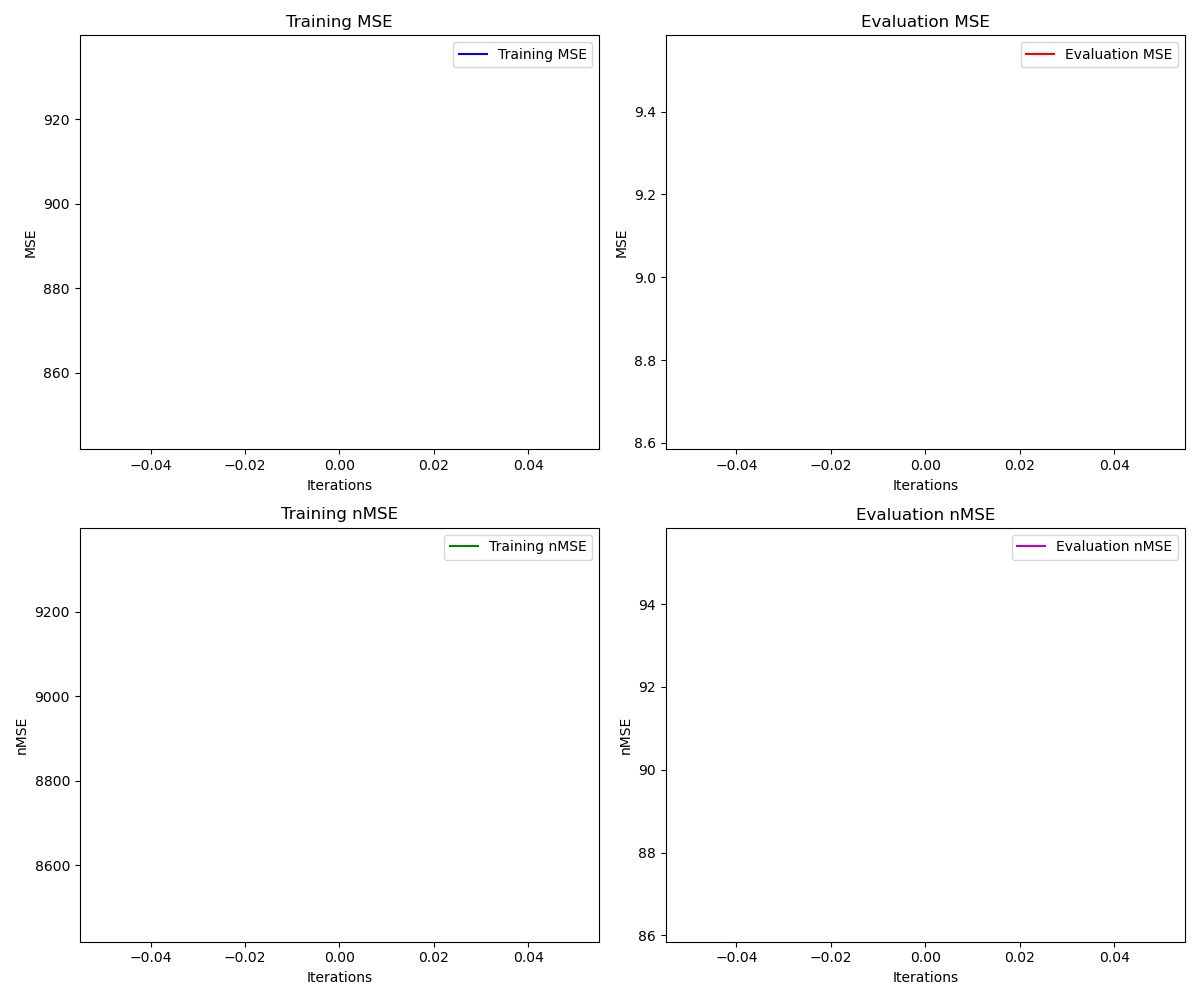 Training MSE
Training MSE
MSE
920
900
880
860
−0.04 −0.02 0.00 0.02 0.04
Iterations
Evaluation MSE
Evaluation MSE
MSE
9.4
9.2
9.0
8.8
8.6
−0.04 −0.02 0.00 0.02 0.04
Iterations
Training nMSE
Training nMSE
nMSE
9200
9000
8800
8600
−0.04 −0.02 0.00 0.02 0.04
Iterations
Evaluation nMSE
Evaluation nMSE
nMSE
94
92
90
88
86
−0.04 −0.02 0.00 0.02 0.04
Iterations